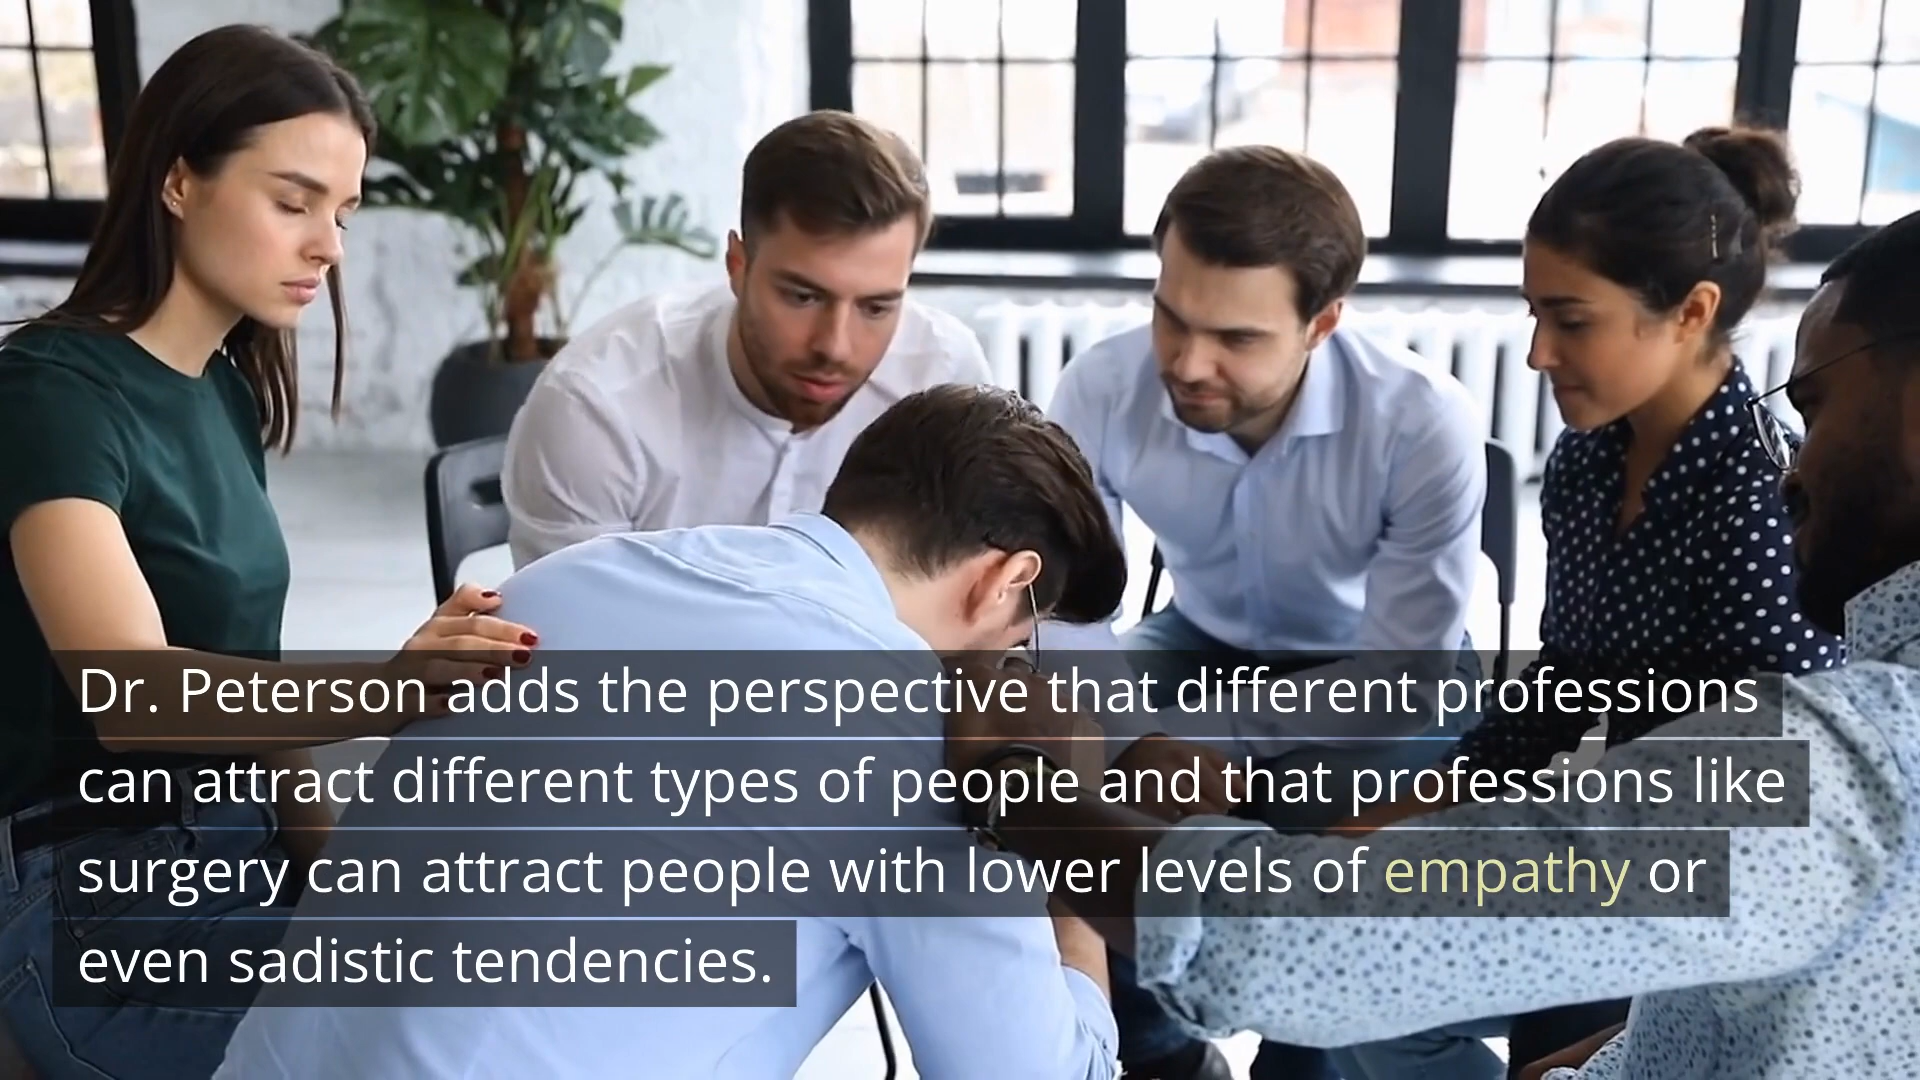 Dr. Peterson adds the perspective that different professions
can attract different types of people and that professions like
surgery can attract people with lower levels of empathy or
even sadistic tendencies.